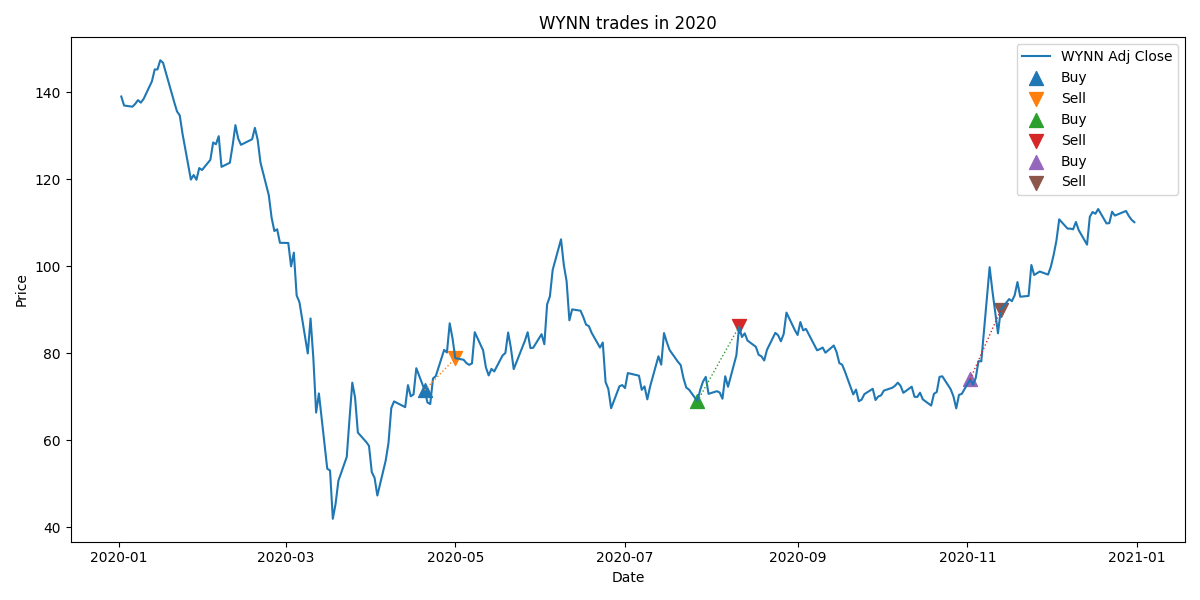 WYNN trades in 2020
WYNN Adj Close
Buy
Sell
Buy
Sell
Buy
Sell
Price
140
120
100
80
60
40
2020-01
2020-03
2020-05
2020-07
2020-09
2020-11
2021-01
Date